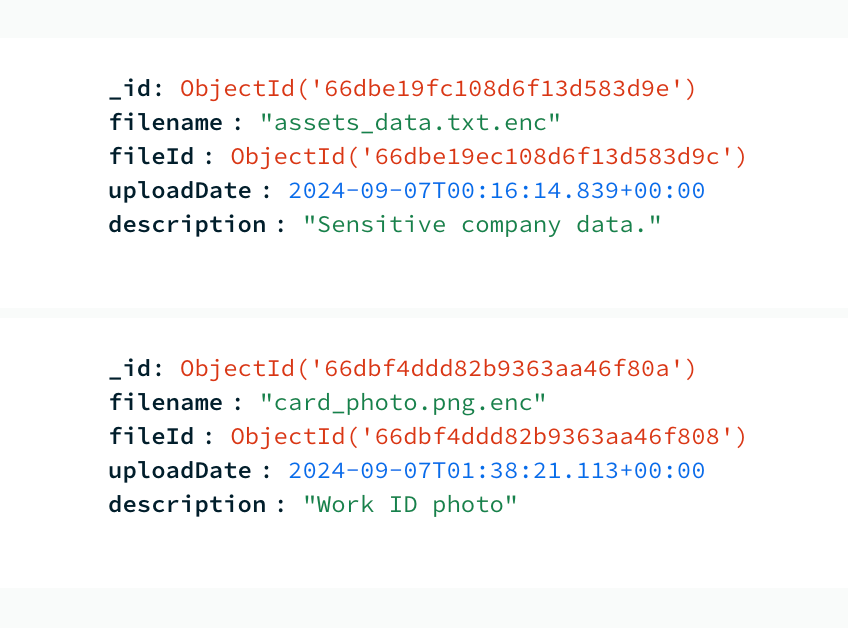 _id: ObjectId('66dbe19fc108d6f13d583d9e')
filename : "assets_data.txt.enc"
fileId : ObjectId('66dbe19ec108d6f13d583d9c')
uploadDate : 2024-09-07T00:16:14.839+00:00
description : "Sensitive company data."
_id: ObjectId('66dbf4ddd82b9363aa46f80a')
filename : "card_photo.png.enc"
fileId : ObjectId('66dbf4ddd82b9363aa46f808')
uploadDate : 2024-09-07T01:38:21.113+00:00
description : "Work ID photo"